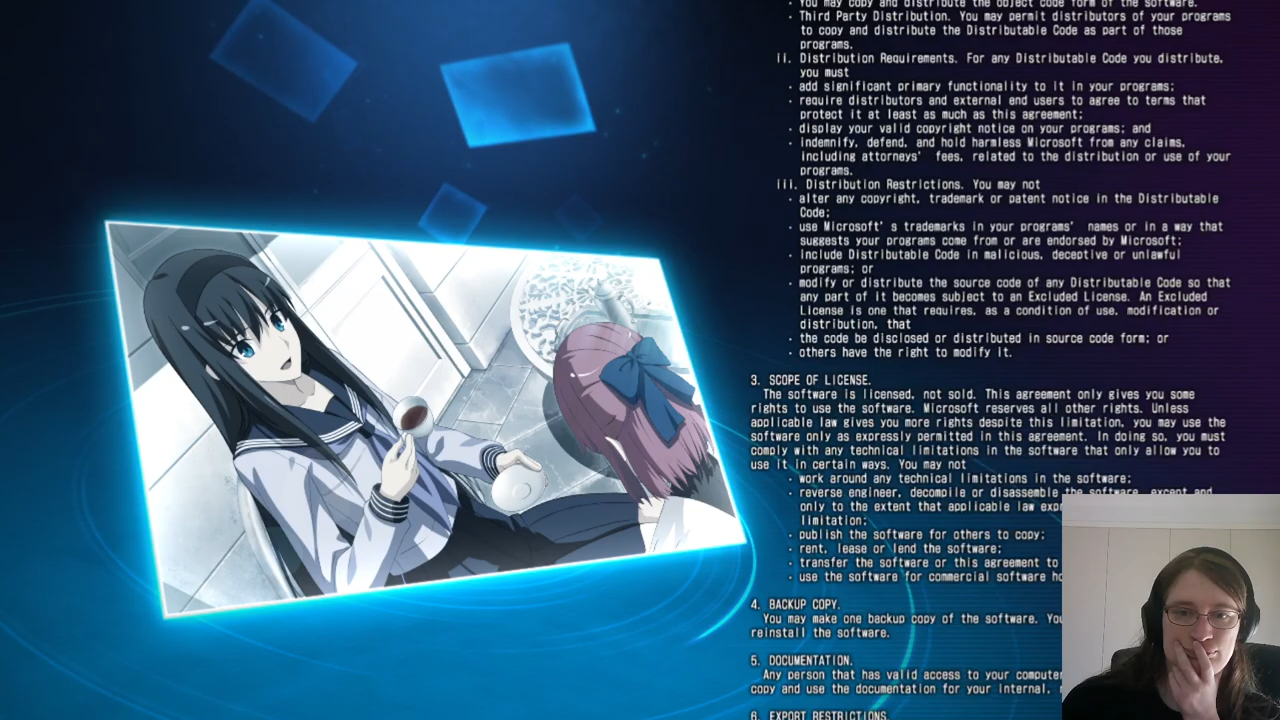 · You may copy and distribute the object code form of the software.
· Third Party Distribution. You may permit distributors of your programs
to copy and distribute the Distributable Code as part of those
programs.
ii. Distribution Requirements. For any Distributable Code you distribute,
you must
· add significant primary functionality to it in your programs;
· require distributors and external end users to agree to terms that
protect it at least as much as this agreement;
· display your valid copyright notice on your programs; and
· indemnify, defend, and hold harmless Microsoft from any claims,
including attorneys' fees, related to the distribution or use of your
programs.
iii. Distribution Restrictions. You may not
· alter any copyright, trademark or patent notice in the Distributable
Code;
· use Microsoft's trademarks in your programs' names or in a way that
suggests your programs come from or are endorsed by Microsoft;
· include Distributable Code in malicious, deceptive or unlawful
programs; or
· modify or distribute the source code of any Distributable Code so that
any part of it becomes subject to an Excluded License. An Excluded
License is one that requires, as a condition of use, modification or
distribution, that
· the code be disclosed or distributed in source code form; or
· others have the right to modify it.
3. SCOPE OF LICENSE.
The software is licensed, not sold. This agreement only gives you some
rights to use the software. Microsoft reserves all other rights. Unless
applicable law gives you more rights despite this limitation, you may use the
software only as expressly permitted in this agreement. In doing so, you must
comply with any technical limitations in the software that only allow you to
use it in certain ways. You may not
· work around any technical limitations in the software;
· reverse engineer, decompile or disassemble the software, except and
only to the extent that applicable law
limitation;
· publish the software for others to copy;
· rent, lease or lend the software;
· transfer the software or this agreement to
· use the software for commercial software
4. BACKUP COPY.
You may make one backup copy of the software.
reinstall the software.
5. DOCUMENTATION.
Any person that has valid access to your computer
copy and use the documentation for your internal,
6. EXPORT RESTRICTIONS.